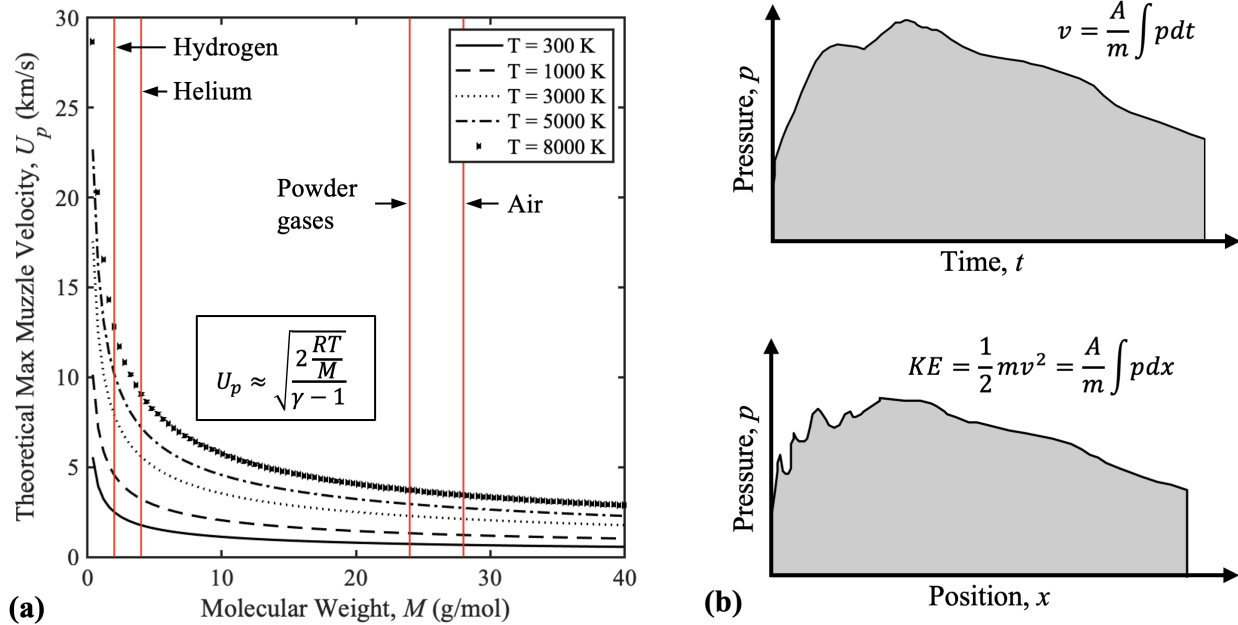 30
25
20
15
10
5
0
0
10
20
30
40
Theoretical Max Muzzle Velocity, U_p (km/s)
Molecular Weight, M (g/mol)
Hydrogen
Helium
T = 300 K
T = 1000 K
T = 3000 K
T = 5000 K
T = 8000 K
Powder
gases
Air
U_p ≈ √((2 RT/M)/(γ − 1))
(a)
Pressure, p
Time, t
v = A/m ∫ pdt
Pressure, p
Position, x
KE = 1/2 mv² = A/m ∫ pdx
(b)